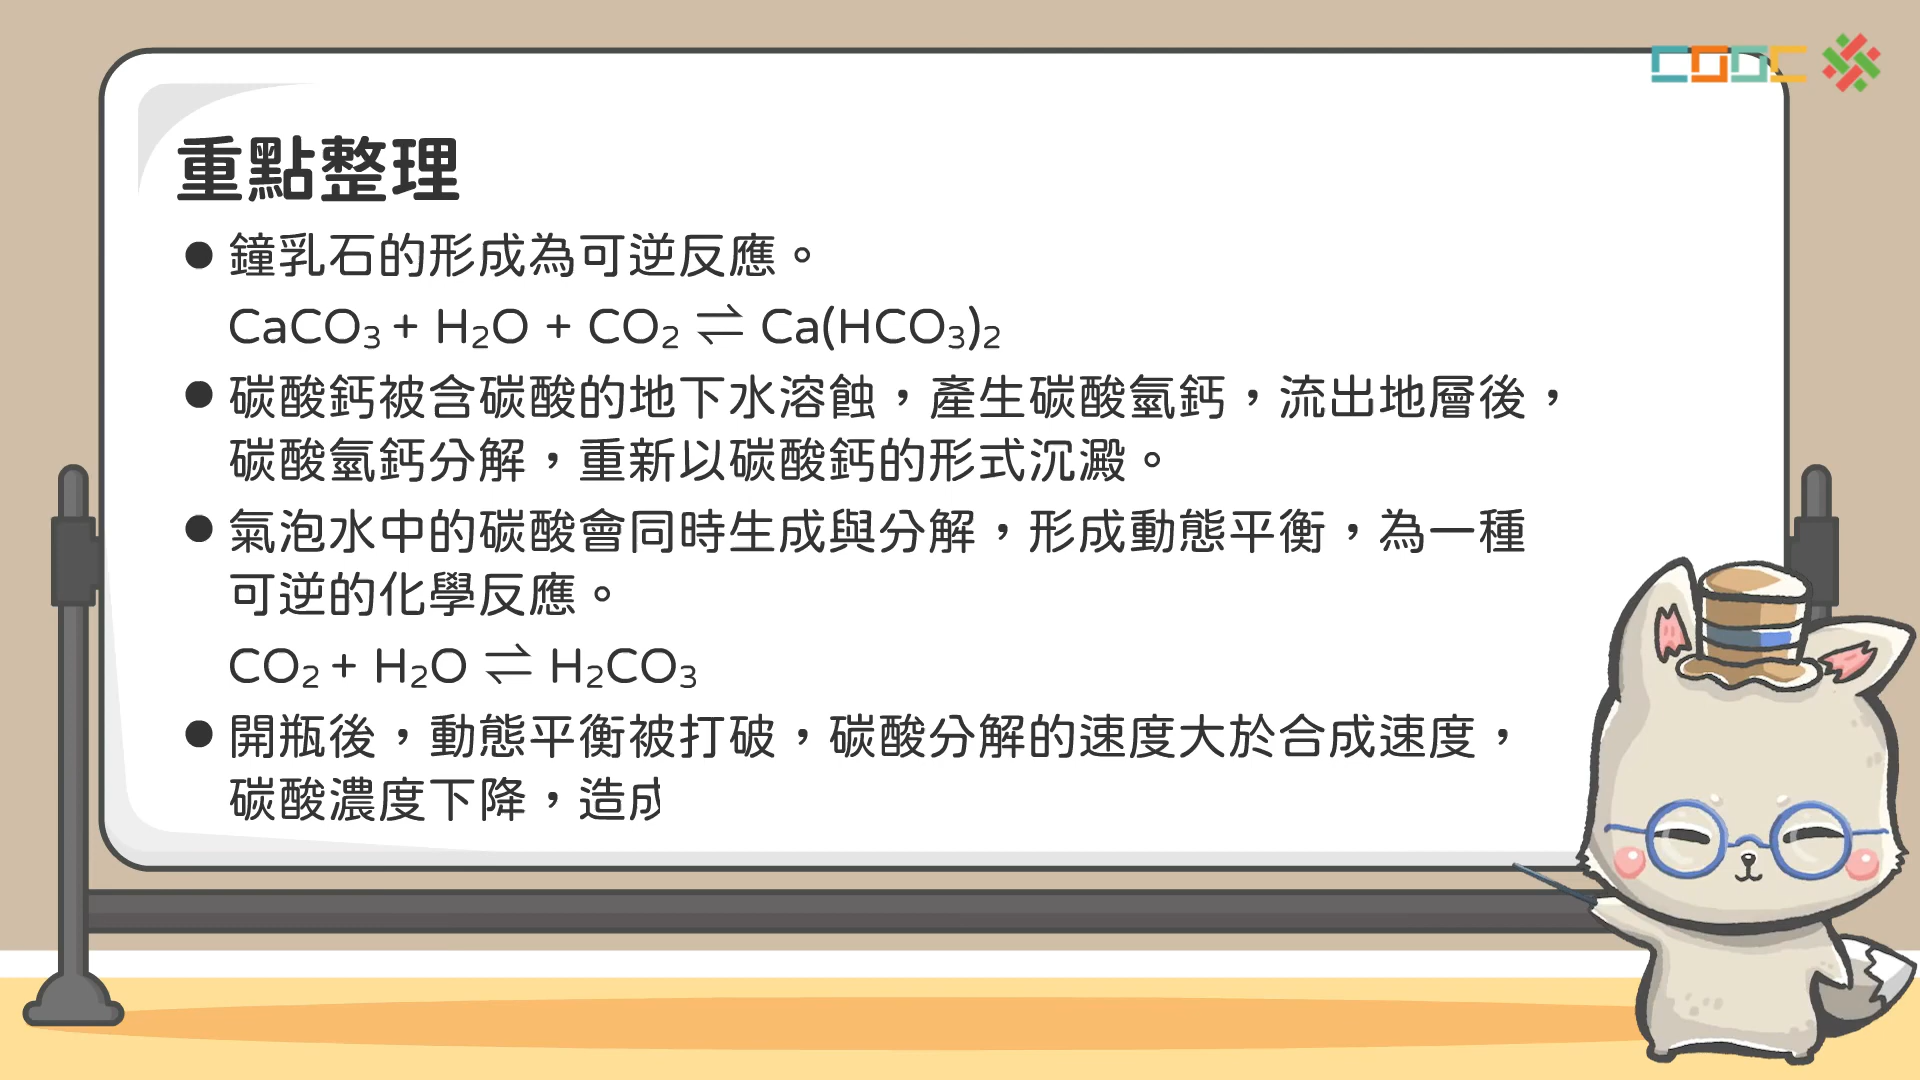 COOC
重點整理
● 鐘乳石的形成為可逆反應。
CaCO₃ + H₂O + CO₂ ⇌ Ca(HCO₃)₂
● 碳酸鈣被含碳酸的地下水溶蝕，產生碳酸氫鈣，流出地層後，
碳酸氫鈣分解，重新以碳酸鈣的形式沉澱。
● 氣泡水中的碳酸會同時生成與分解，形成動態平衡，為一種
可逆的化學反應。
CO₂ + H₂O ⇌ H₂CO₃
● 開瓶後，動態平衡被打破，碳酸分解的速度大於合成速度，
碳酸濃度下降，造成